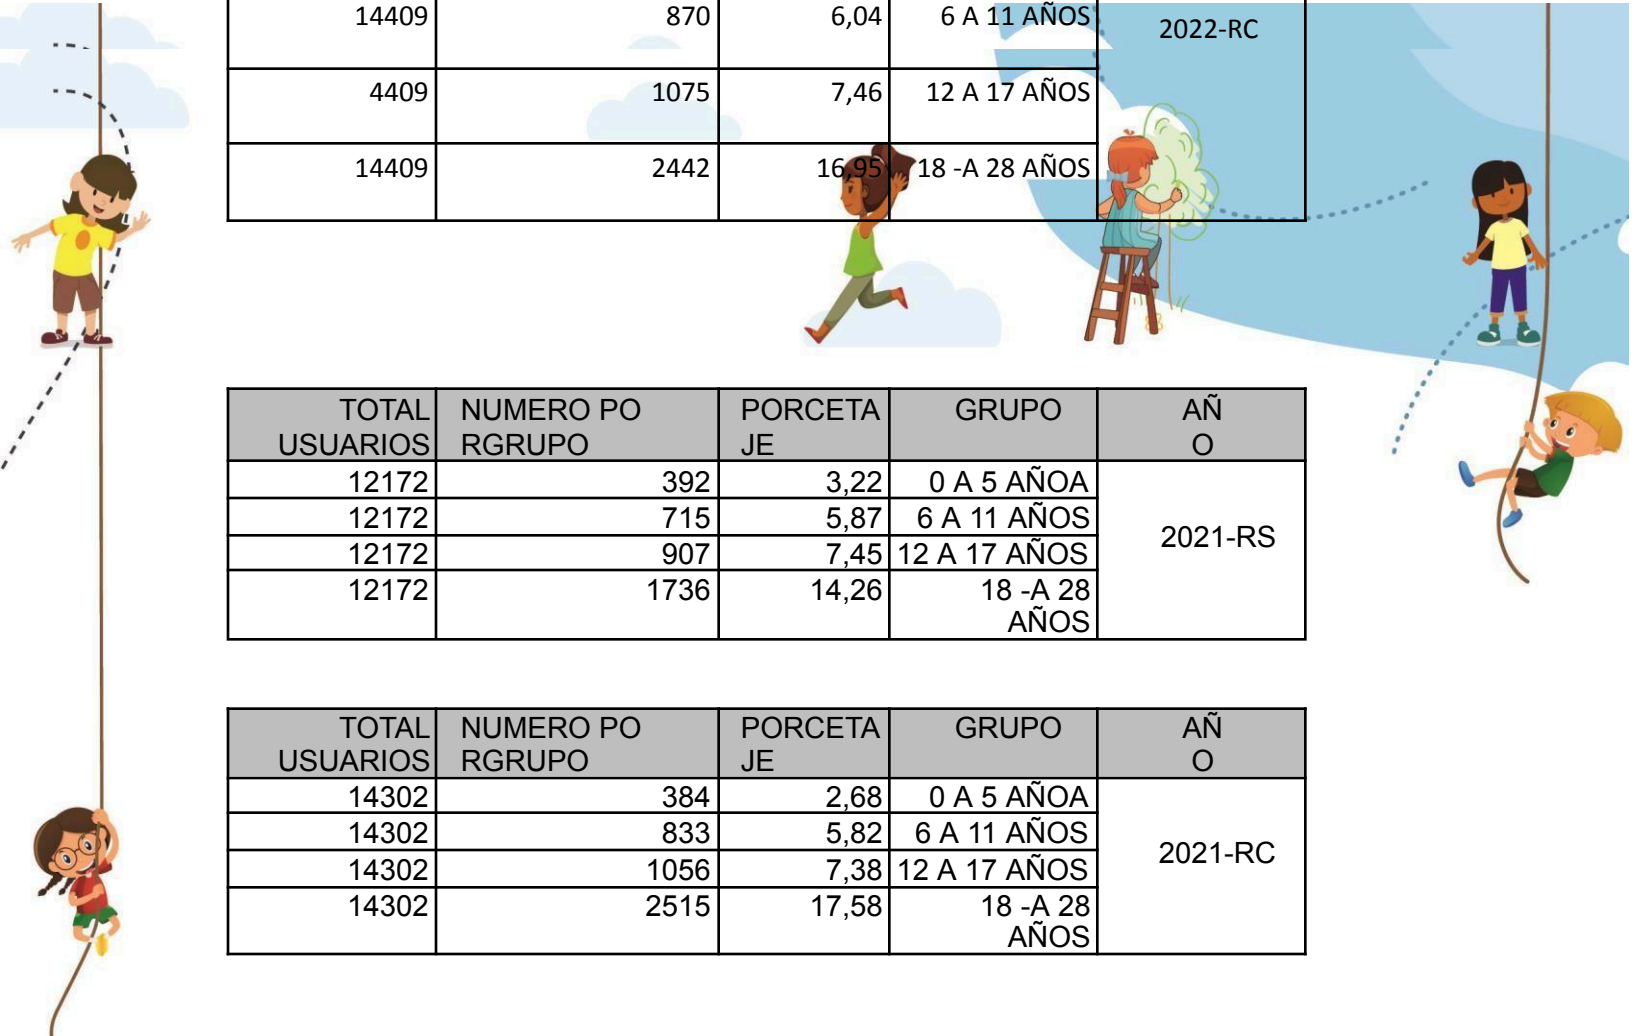 14409 870 6,04 6 A 11 AÑOS 2022-RC
4409 1075 7,46 12 A 17 AÑOS
14409 2442 16,95 18 -A 28 AÑOS
TOTAL NUMERO PO PORCETA GRUPO AÑ
USUARIOS RGRUPO JE O
12172 392 3,22 0 A 5 AÑOA
12172 715 5,87 6 A 11 AÑOS
2021-RS
12172 907 7,45 12 A 17 AÑOS
12172 1736 14,26 18 -A 28
AÑOS
TOTAL NUMERO PO PORCETA GRUPO AÑ
USUARIOS RGRUPO JE O
14302 384 2,68 0 A 5 AÑOA
14302 833 5,82 6 A 11 AÑOS
2021-RC
14302 1056 7,38 12 A 17 AÑOS
14302 2515 17,58 18 -A 28
AÑOS